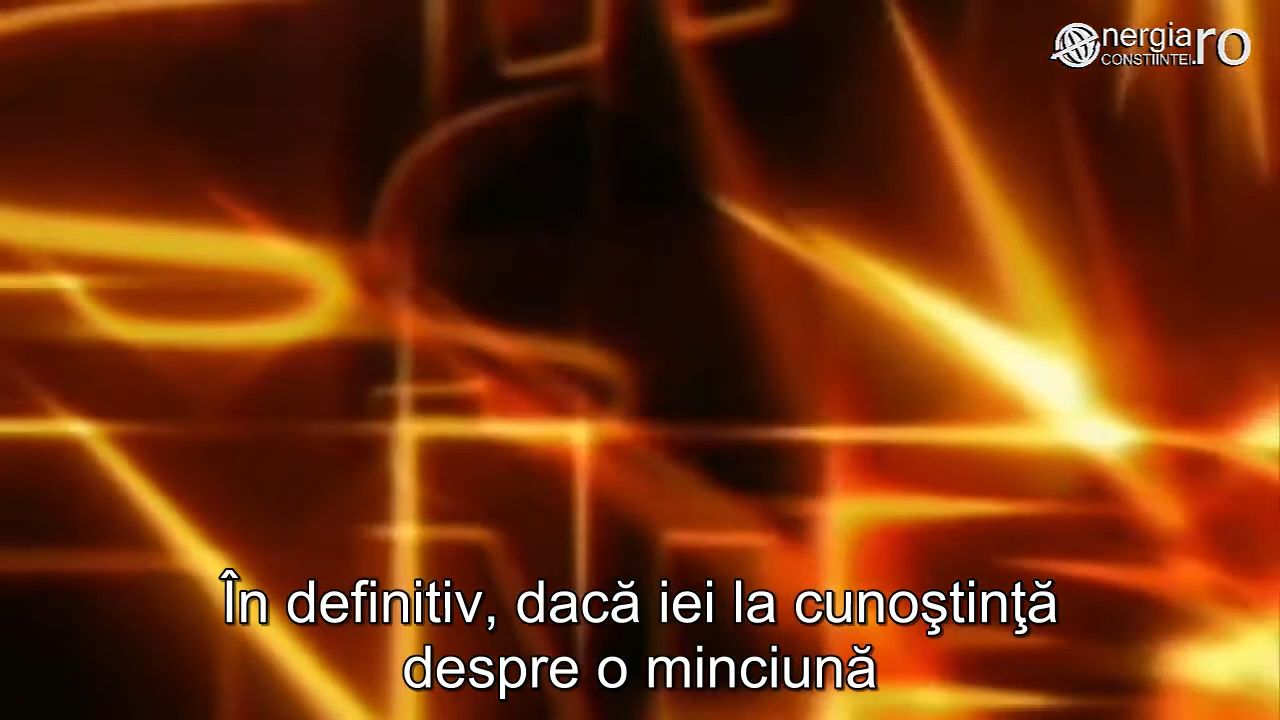 nergia.ro
CONSTIINTEI
În definitiv, dacă iei la cunoştinţă
despre o minciună